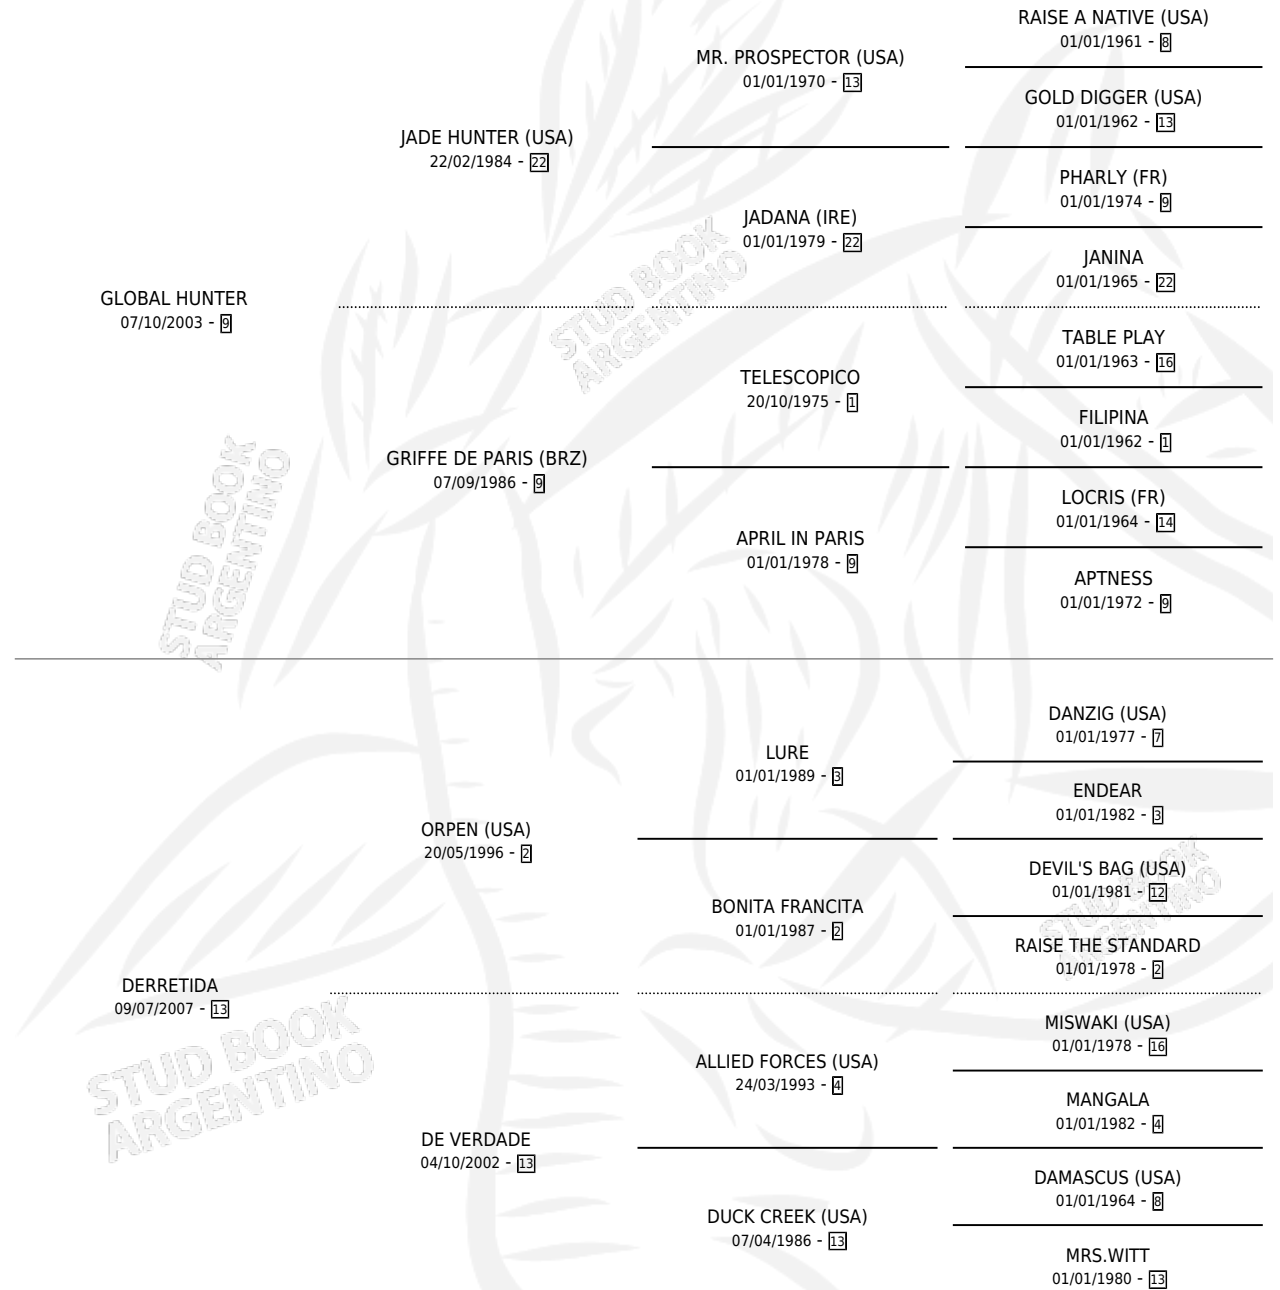 RAISE A NATIVE (USA)
01/01/1961 - 8
MR. PROSPECTOR (USA)
01/01/1970 - 13
GOLD DIGGER (USA)
01/01/1962 - 13
JADE HUNTER (USA)
22/02/1984 - 22
PHARLY (FR)
01/01/1974 - 9
JADANA (IRE)
01/01/1979 - 22
JANINA
01/01/1965 - 22
GLOBAL HUNTER
07/10/2003 - 9
TABLE PLAY
01/01/1963 - 16
TELESCOPICO
20/10/1975 - 1
FILIPINA
01/01/1962 - 1
GRIFFE DE PARIS (BRZ)
07/09/1986 - 9
LOCRIS (FR)
01/01/1964 - 14
APRIL IN PARIS
01/01/1978 - 9
APTNESS
01/01/1972 - 9
DANZIG (USA)
01/01/1977 - 7
LURE
01/01/1989 - 3
ENDEAR
01/01/1982 - 3
ORPEN (USA)
20/05/1996 - 2
DEVIL'S BAG (USA)
01/01/1981 - 12
BONITA FRANCITA
01/01/1987 - 2
RAISE THE STANDARD
01/01/1978 - 2
DERRETIDA
09/07/2007 - 13
MISWAKI (USA)
01/01/1978 - 16
ALLIED FORCES (USA)
24/03/1993 - 4
MANGALA
01/01/1982 - 4
DE VERDADE
04/10/2002 - 13
DAMASCUS (USA)
01/01/1964 - 8
DUCK CREEK (USA)
07/04/1986 - 13
MRS.WITT
01/01/1980 - 13
STUD BOOK
ARGENTINO
STUD BOOK
ARGENTINO
STUD BOOK
ARGENTINO
STUD BOOK
ARGENTINO